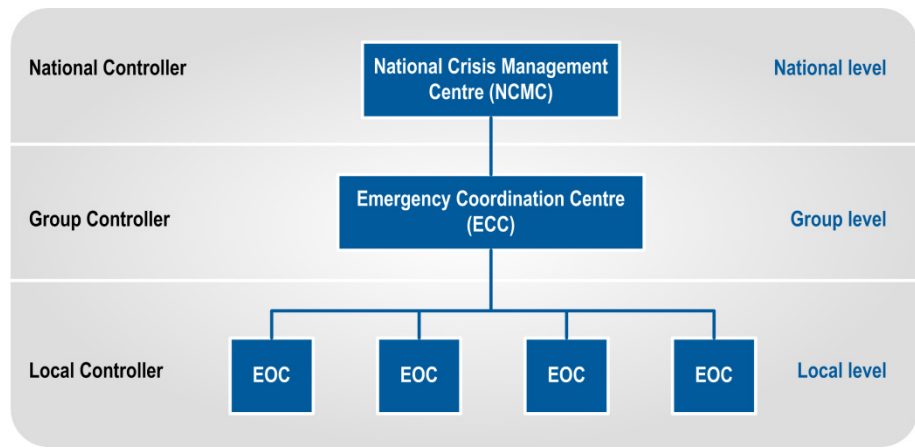 National Controller
National Crisis Management
Centre (NCMC)
National level
Group Controller
Emergency Coordination Centre
(ECC)
Group level
Local Controller
EOC
EOC
EOC
EOC
Local level